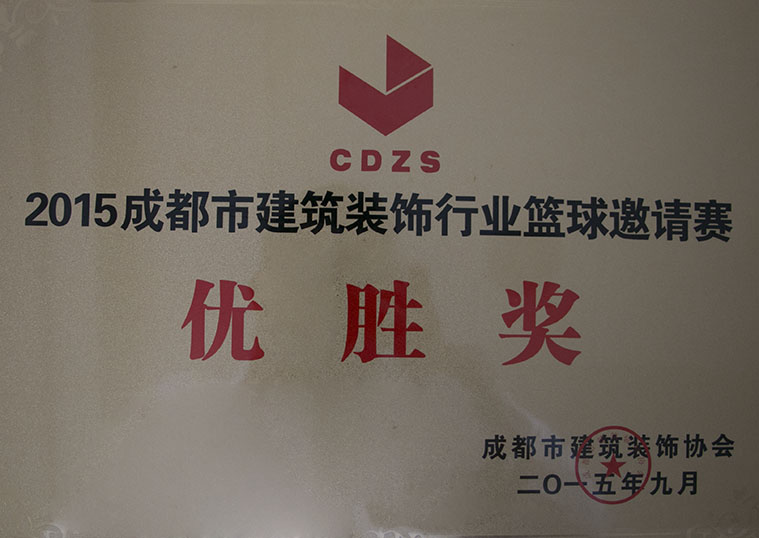 CDZS
2015成都市建筑装饰行业篮球邀请赛
优胜奖
成都市建筑装饰协会
二〇一五年九月